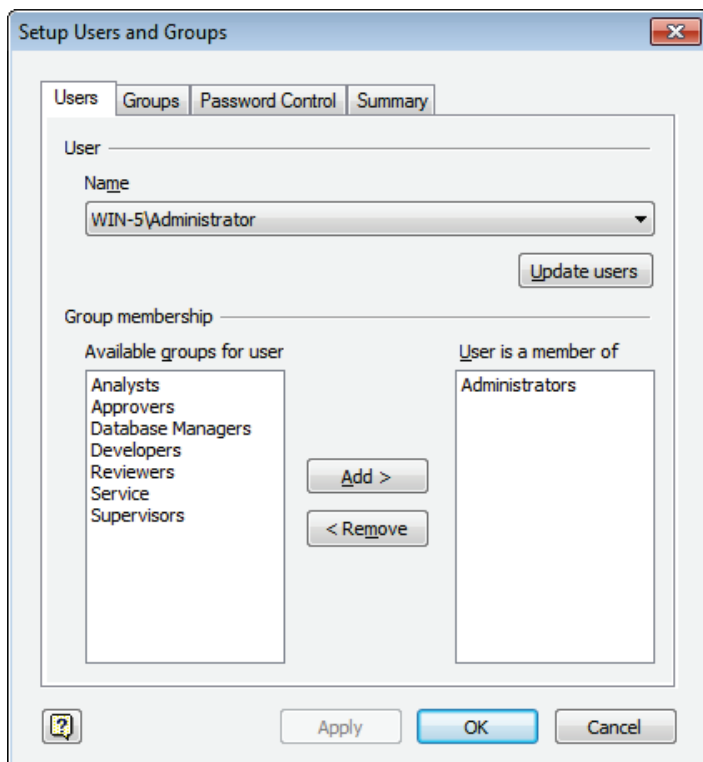 Setup Users and Groups
Users Groups Password Control Summary
User
Name
WIN-5\Administrator
Update users
Group membership
Available groups for user
User is a member of
Analysts
Approvers
Database Managers
Developers
Reviewers
Service
Supervisors
Add >
< Remove
Administrators
?
Apply OK Cancel